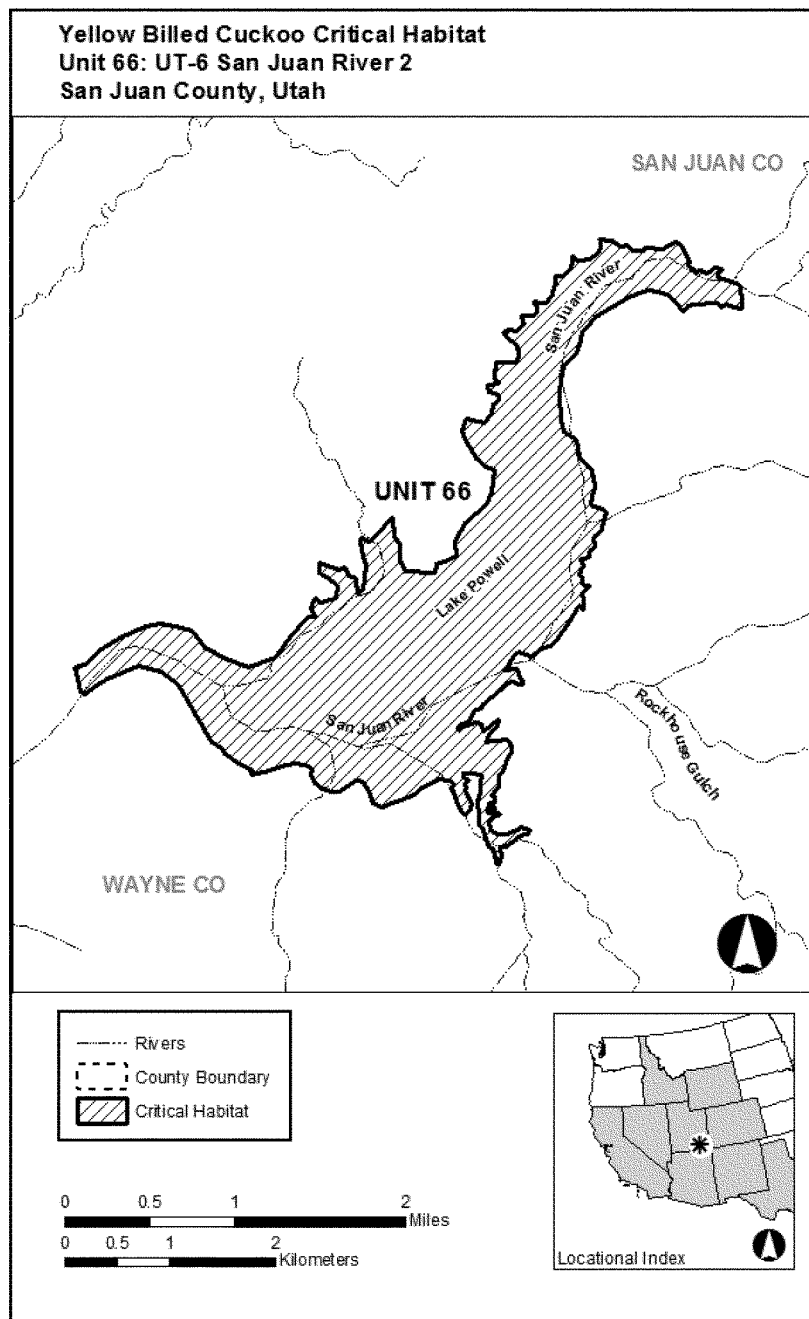 Yellow Billed Cuckoo Critical Habitat
Unit 66: UT-6 San Juan River 2
San Juan County, Utah
SAN JUAN CO
San Juan River
UNIT 66
Lake Powell
San Juan River
Rockhouse Gulch
WAYNE CO
Rivers
County Boundary
Critical Habitat
0 0.5 1 2
Miles
0 0.5 1 2
Kilometers
Locational Index